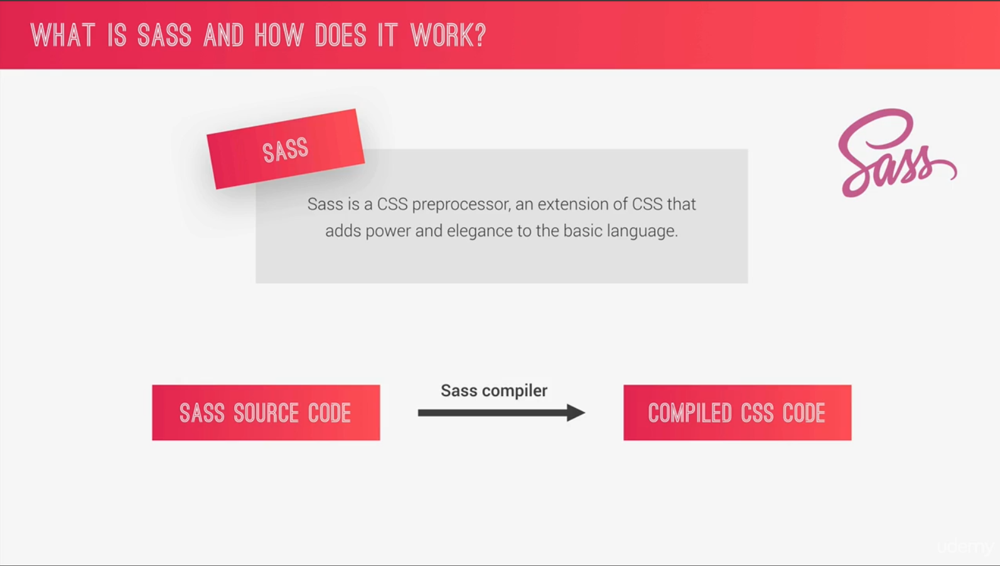 WHAT IS SASS AND HOW DOES IT WORK?
SASS
Sass
Sass is a CSS preprocessor, an extension of CSS that
adds power and elegance to the basic language.
Sass compiler
SASS SOURCE CODE
COMPILED CSS CODE
udemy